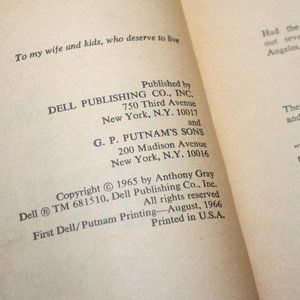 To my wife and kids, who deserve to live
Published by
DELL PUBLISHING CO., INC.
750 Third Avenue
New York, N.Y. 10017
and
G. P. PUTNAM'S SONS
200 Madison Avenue
New York, N.Y. 10016
Copyright © 1965 by Anthony Gray
Dell ® TM 681510, Dell Publishing Co., Inc.
All rights reserved
First Dell/Putnam Printing—August, 1966
Printed in U.S.A.
Had the
out seve
Angeles
The